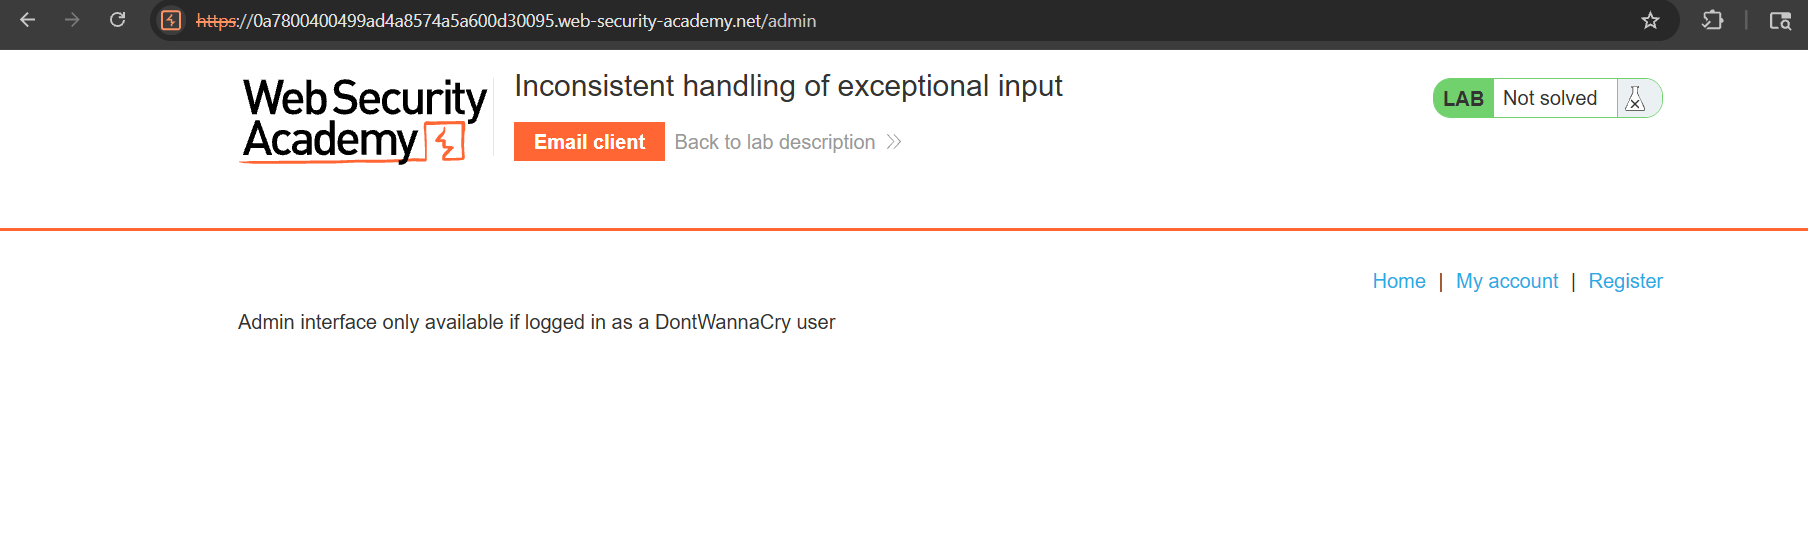 https://0a7800400499ad4a8574a5a600d30095.web-security-academy.net/admin
Web Security
Academy
Inconsistent handling of exceptional input
Email client
Back to lab description
LAB Not solved
Home | My account | Register
Admin interface only available if logged in as a DontWannaCry user